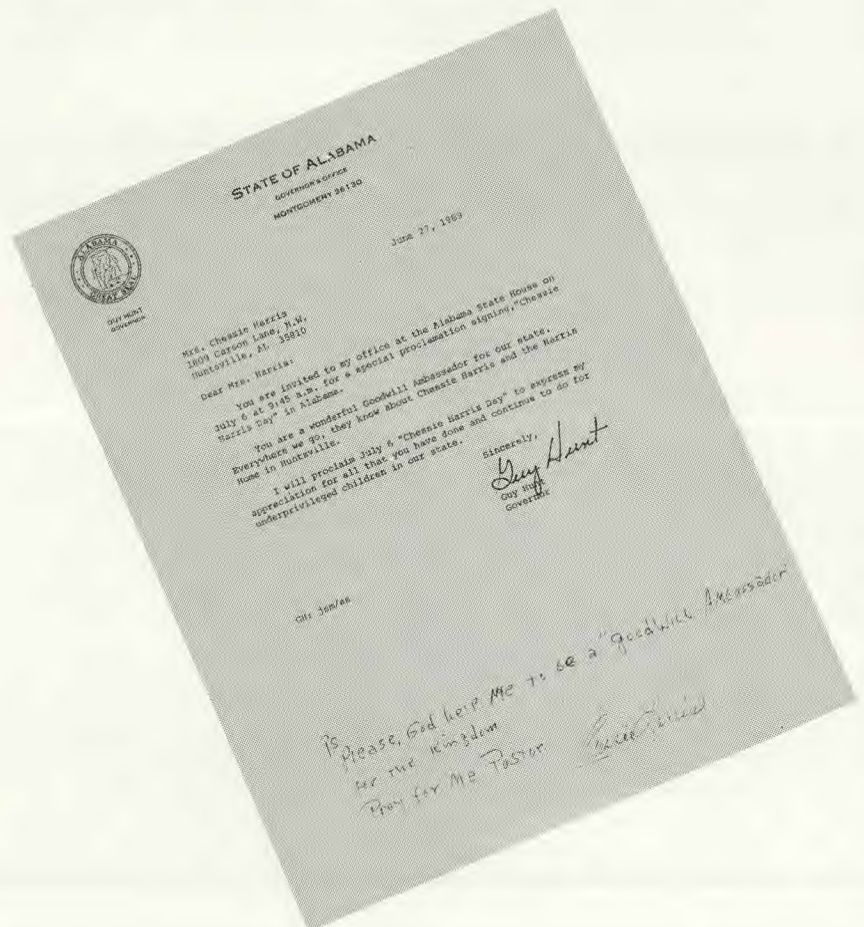 STATE OF ALABAMA
GOVERNOR'S OFFICE
MONTGOMERY 36130
ALABAMA
GREAT SEAL
GUY HUNT
GOVERNOR
June 27, 1989
Mrs. Chessie Harris
1809 Carson Lane, N.W.
Huntsville, AL 35810
Dear Mrs. Harris:
You are invited to my office at the Alabama State House on
July 6 at 9:45 a.m. for a special proclamation signing, "Chessie
Harris Day" in Alabama.
You are a wonderful Goodwill Ambassador for our state.
Everywhere we go, they know about Chessie Harris and the Harris
Home in Huntsville.
I will proclaim July 6 "Chessie Harris Day" to express my
appreciation for all that you have done and continue to do for
underprivileged children in our state.
Sincerely,
Guy Hunt
Guy Hunt
Governor
GH: jsm/
PS
Please, God help Me to be a "Goodwill Ambassador
for the Kingdom
Pray for Me Pastor